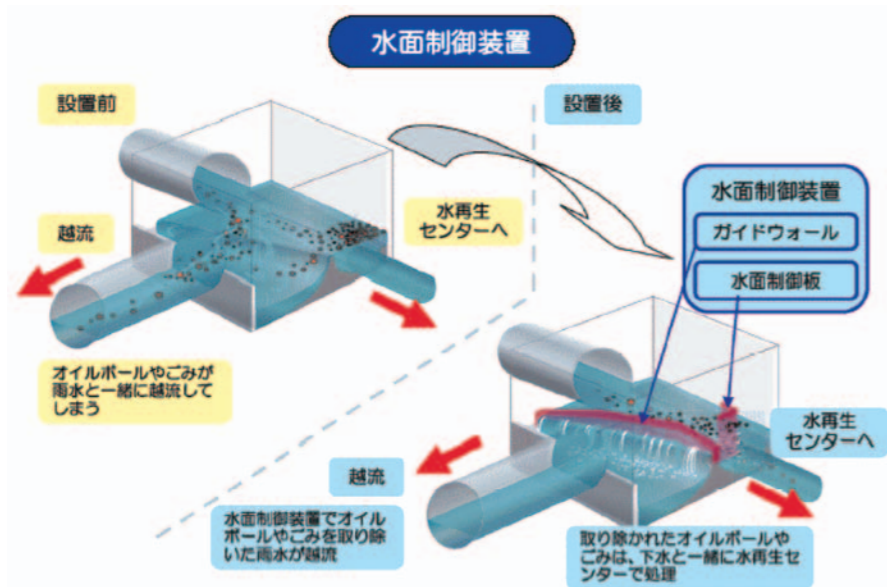 水面制御装置
設置前
設置後
水再生
センターへ
越流
オイルボールやごみが
雨水と一緒に越流して
しまう
水面制御装置
ガイドウォール
水面制御板
水再生
センターへ
越流
水面制御装置でオイル
ボールやごみを取り除
いた雨水が越流
取り除かれたオイルボールや
ごみは、下水と一緒に水再生セ
ンターで処理